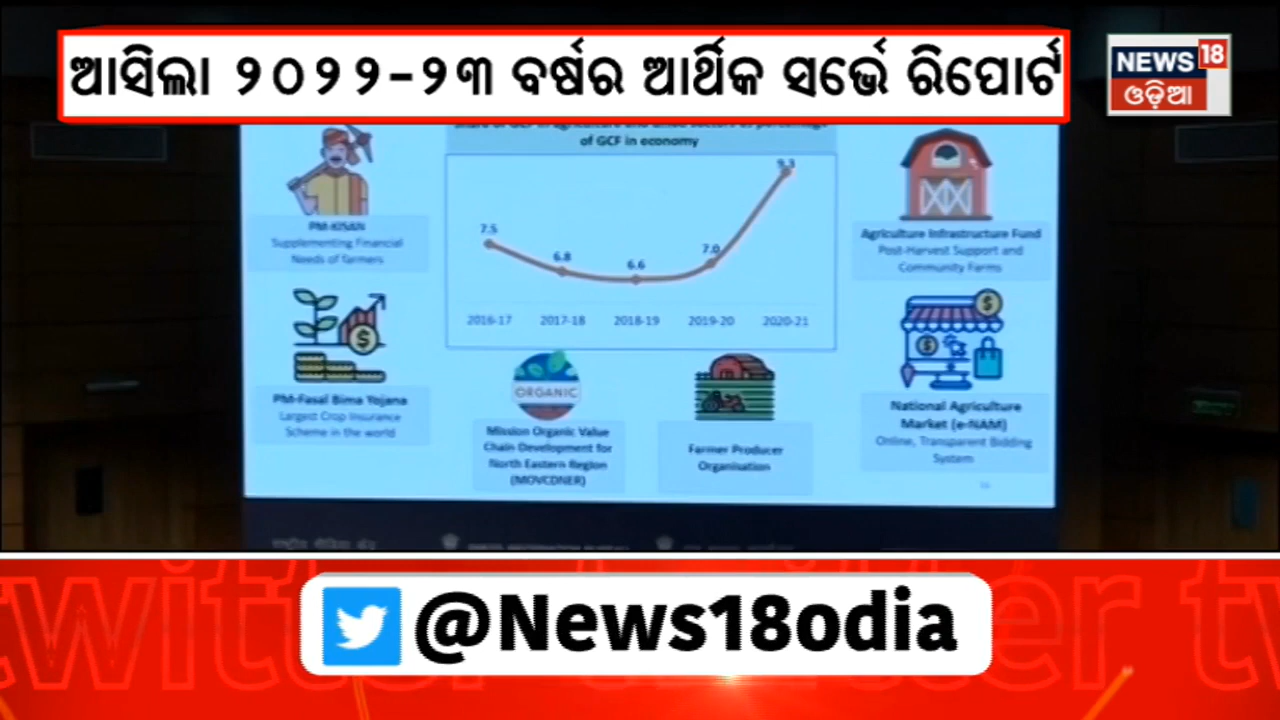 ଆସିଲା ୨୦୨୨-୨୩ ବର୍ଷର ଆର୍ଥିକ ସର୍ଭେ ରିପୋର୍ଟ
NEWS 18
ଓଡ଼ିଆ
of GCF in economy
9.3
7.5
6.8
6.6
7.0
2016-17 2017-18 2018-19 2019-20 2020-21
PM-KISAN
Supplementing Financial
Needs of farmers
Agriculture Infrastructure Fund
Post-Harvest Support and
Community Farms
PM-Fasal Bima Yojana
Largest Crop Insurance
Scheme in the world
ORGANIC
Mission Organic Value
Chain Development for
North Eastern Region
(MOVCDNER)
Farmer Producer
Organisation
National Agriculture
Market (e-NAM)
Online, Transparent Bidding
System
@News18odia